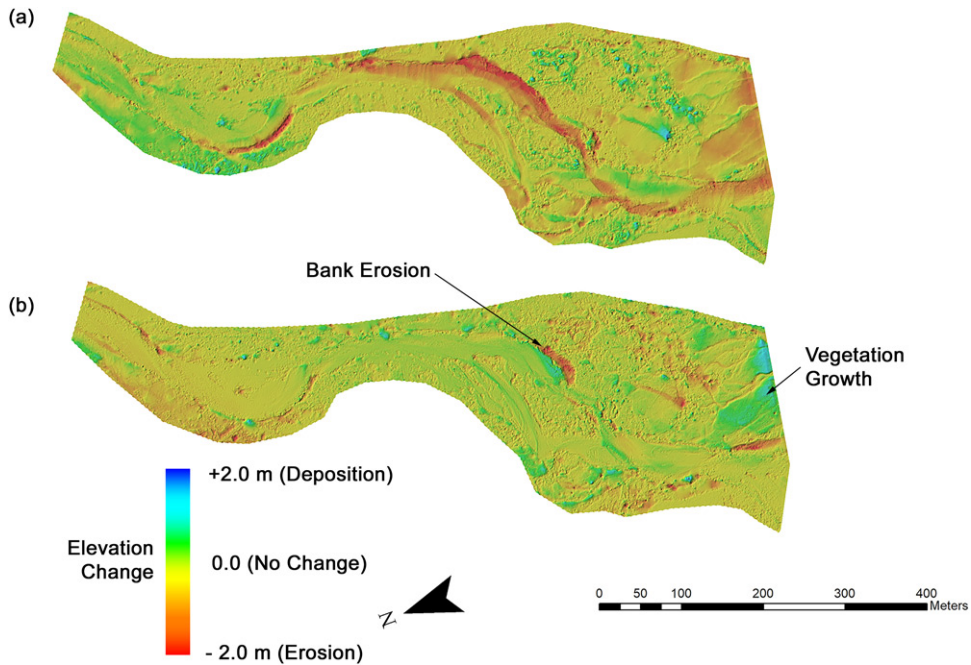 (a)
Bank Erosion
(b)
Vegetation
Growth
+2.0 m (Deposition)
Elevation
Change
0.0 (No Change)
- 2.0 m (Erosion)
N
0 50 100 200 300 400
Meters